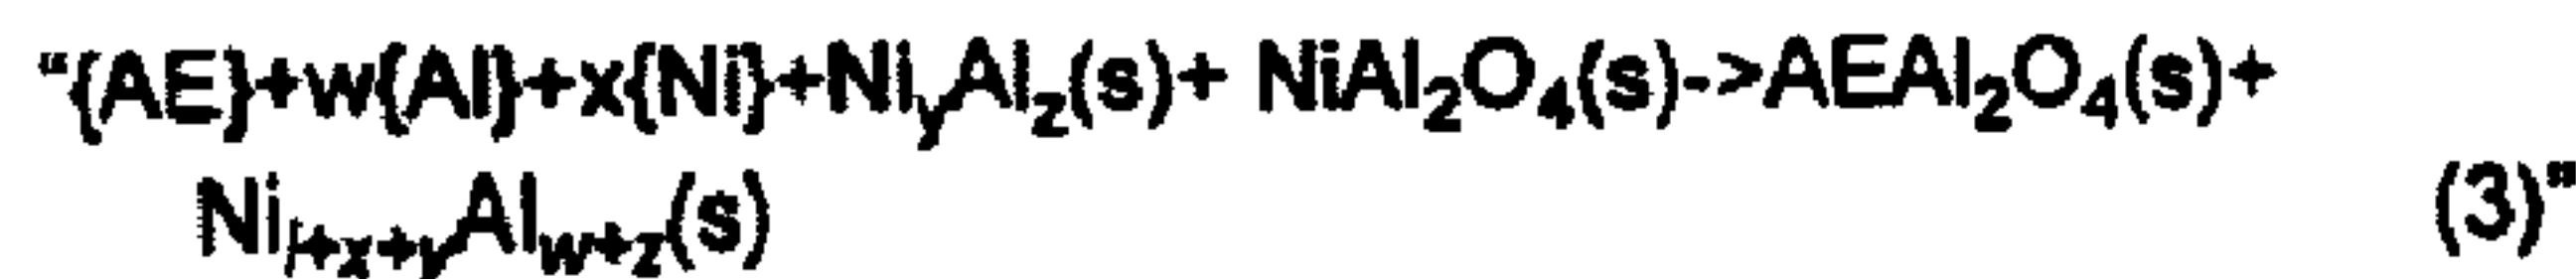 "{AE}+w{Al}+x{Ni}+NiyAlz(s)+ NiAl2O4(s)->AEAl2O4(s)+
Ni1+x+yAlw+z(s) (3)"